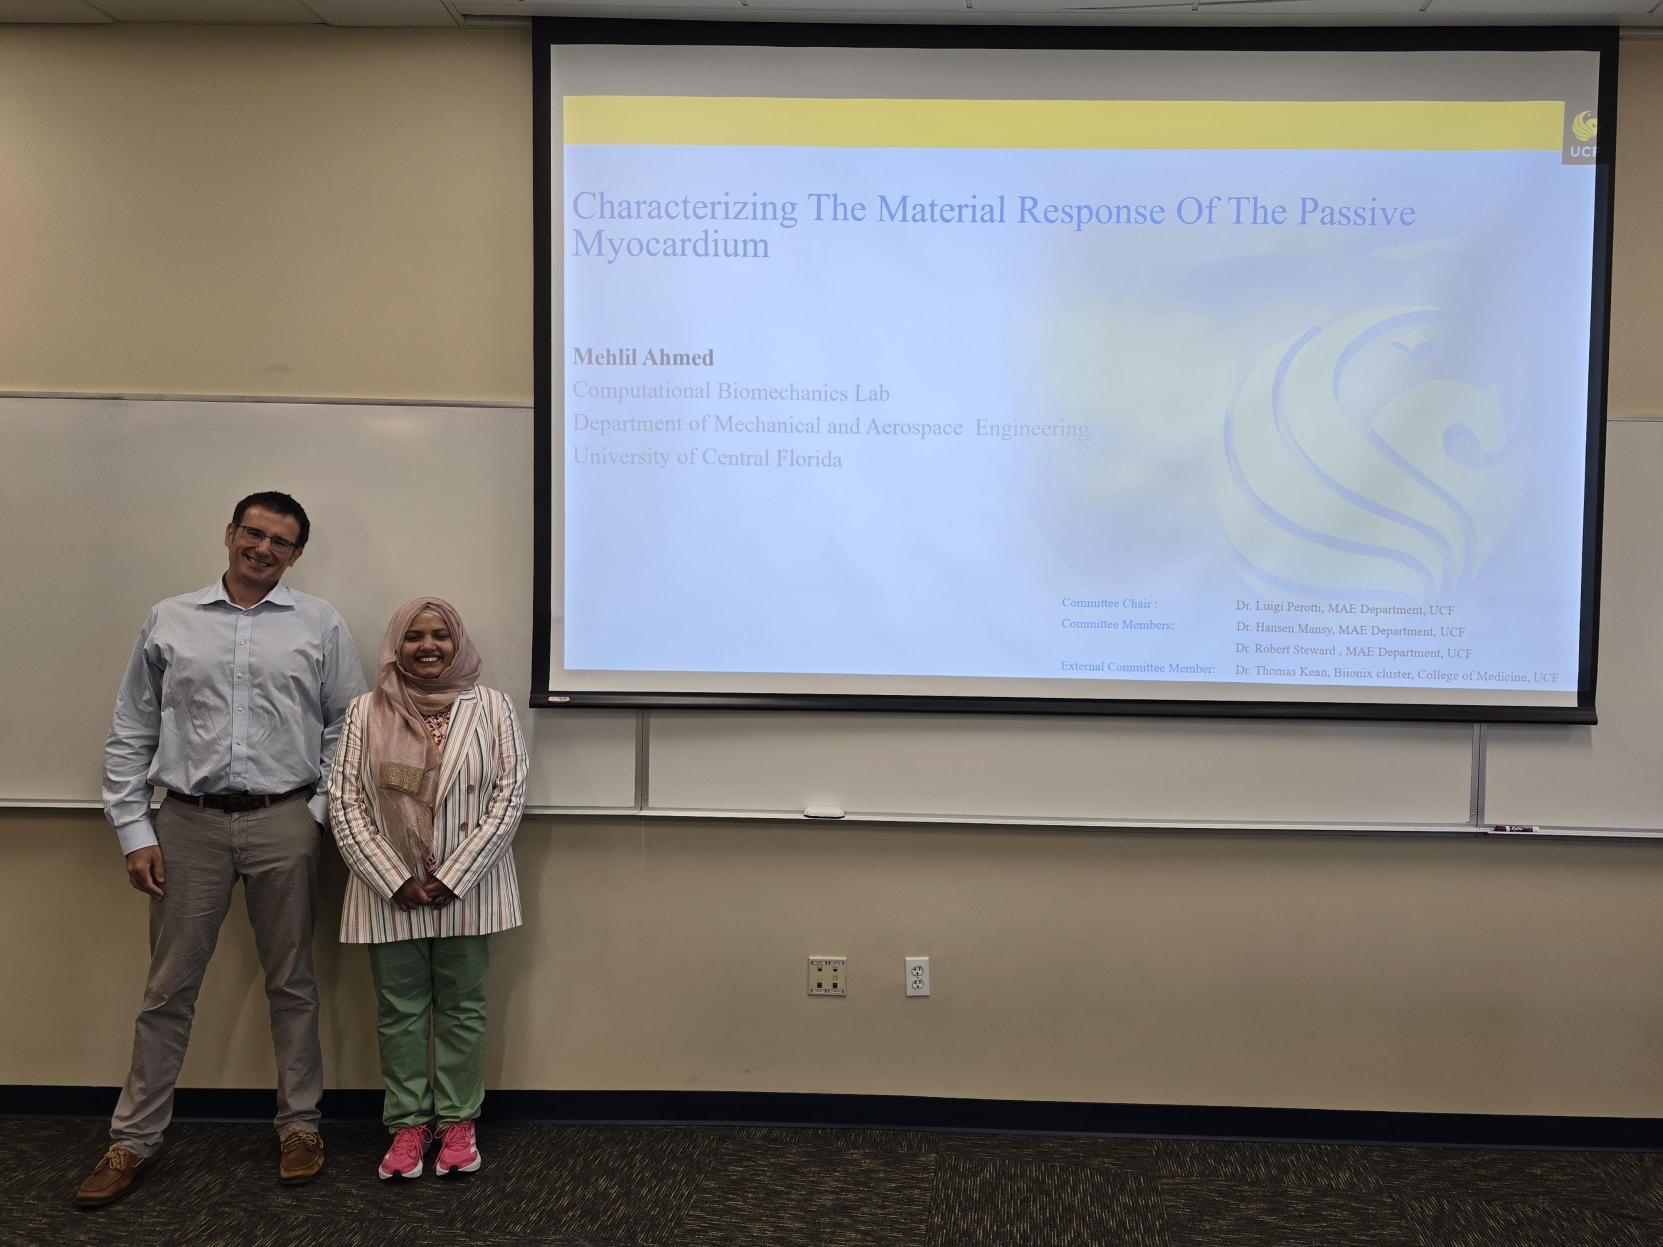 UCF
Characterizing The Material Response Of The Passive
Myocardium
Mehlil Ahmed
Computational Biomechanics Lab
Department of Mechanical and Aerospace Engineering
University of Central Florida
Committee Chair : Dr. Luigi Perotti, MAE Department, UCF
Committee Members: Dr. Hansen Mansy, MAE Department, UCF
Dr. Robert Steward , MAE Department, UCF
External Committee Member: Dr. Thomas Kean, Biionix cluster, College of Medicine, UCF